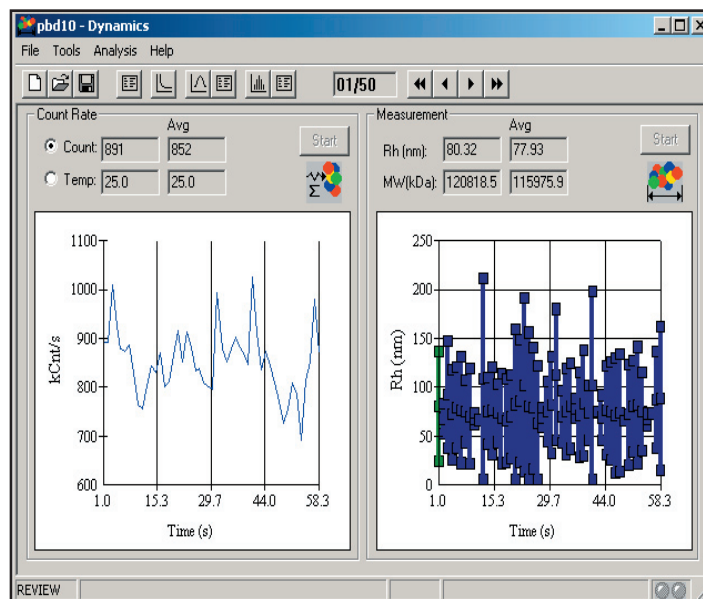 pbd10 - Dynamics
File Tools Analysis Help
01/50
Count Rate
Avg
Count: 891 852
Start
Temp: 25.0 25.0
Σ
1100
1000
900
800
700
600
kCnt/s
1.0 15.3 29.7 44.0 58.3
Time (s)
Measurement
Avg
Rh (nm): 80.32 77.93
Start
MW(kDa): 120818.5 115975.9
250
200
150
100
50
0
Rh (nm)
1.0 15.3 29.7 44.0 58.3
Time (s)
REVIEW